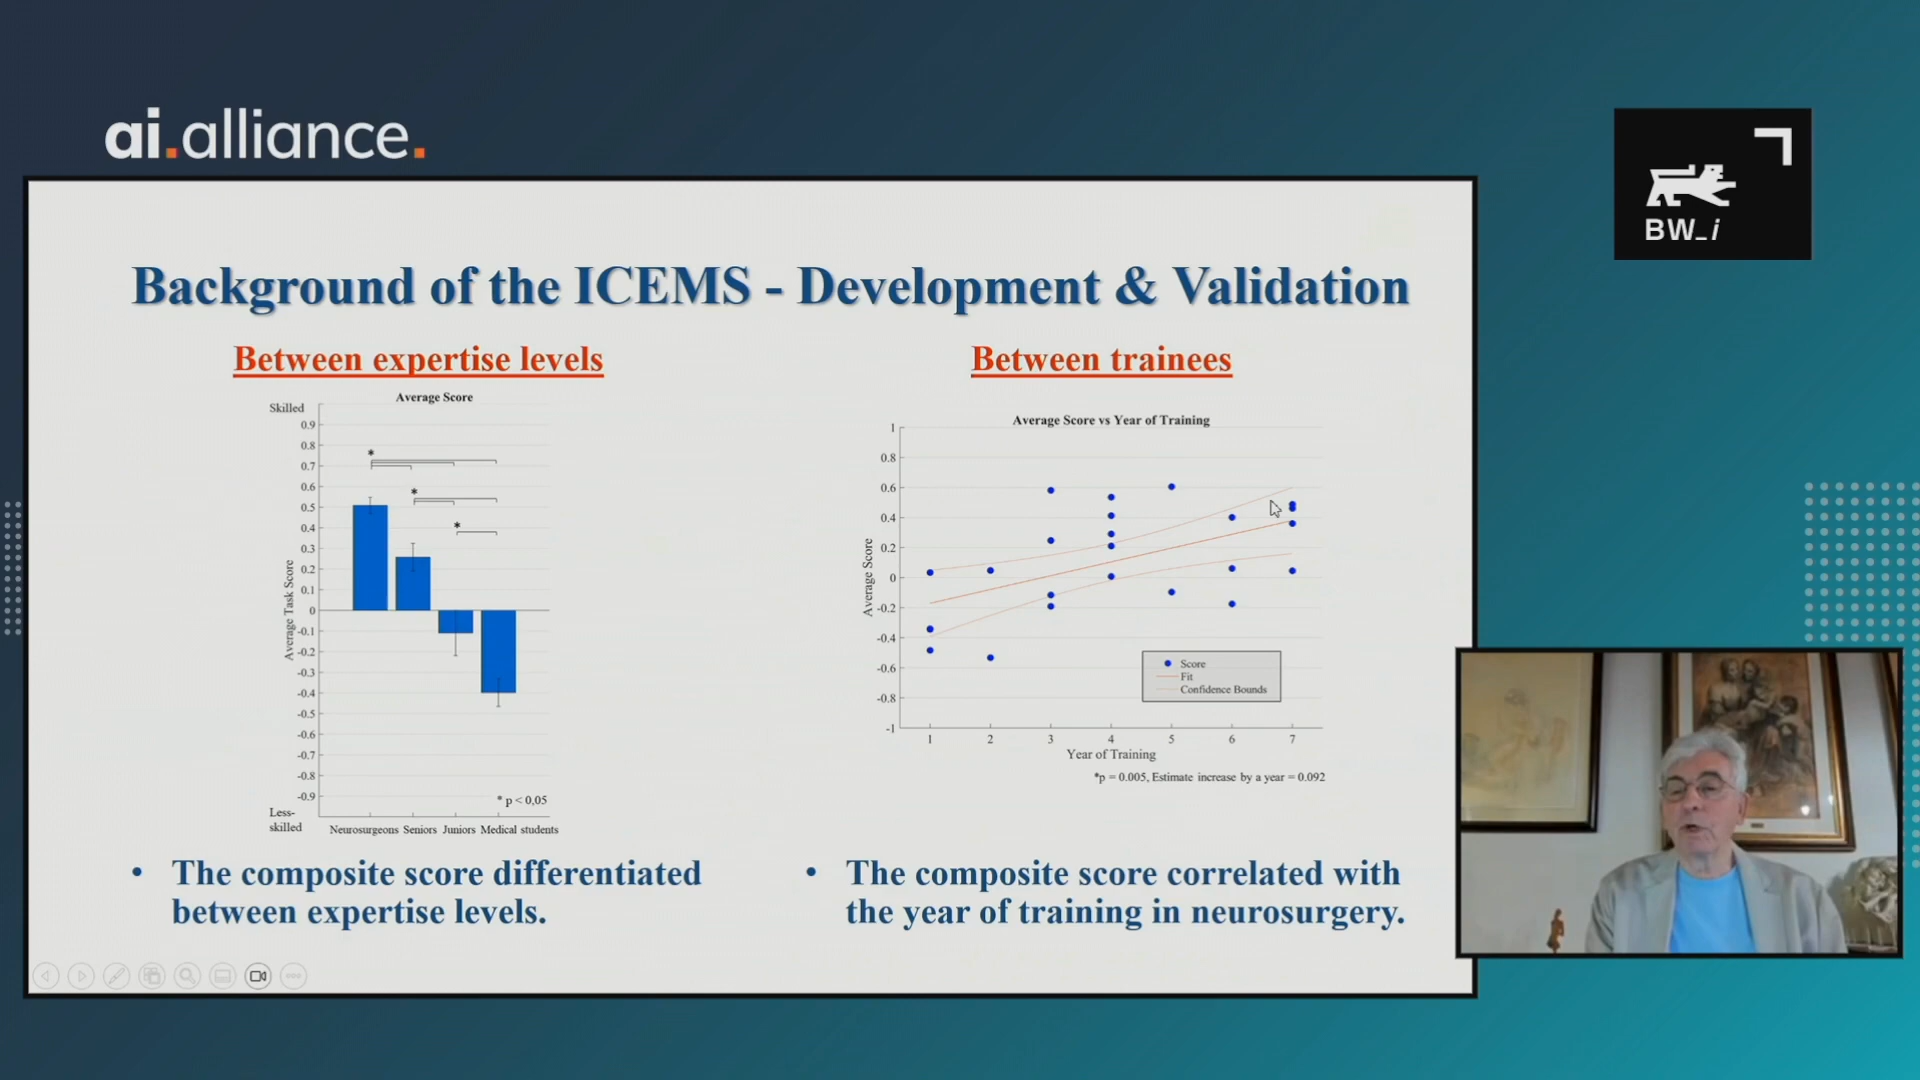 ai.alliance.
BW_i
Background of the ICEMS - Development & Validation
Between expertise levels
Average Score
Skilled
0.9
0.8
0.7
0.6
0.5
0.4
0.3
0.2
0.1
0
-0.1
-0.2
-0.3
-0.4
-0.5
-0.6
-0.7
-0.8
-0.9
Average Task Score
*
*
*
* p < 0,05
Less-
skilled
Neurosurgeons Seniors Juniors Medical students
• The composite score differentiated
between expertise levels.
Between trainees
Average Score vs Year of Training
1
0.8
0.6
0.4
0.2
0
-0.2
-0.4
-0.6
-0.8
-1
Average Score
Score
Fit
Confidence Bounds
1 2 3 4 5 6 7
Year of Training
*p = 0.005, Estimate increase by a year = 0.092
• The composite score correlated with
the year of training in neurosurgery.